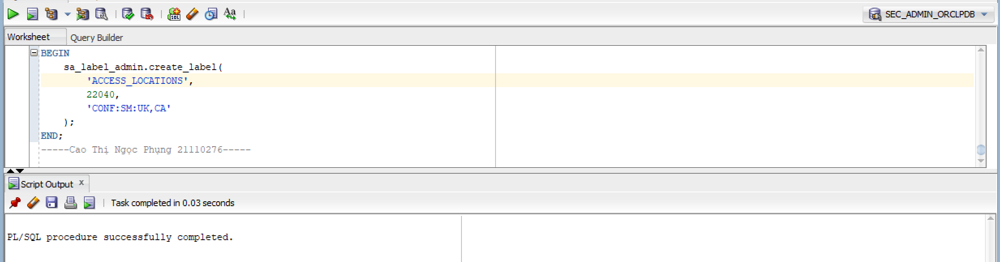 SEC_ADMIN_ORCLPDB
Worksheet
Query Builder
BEGIN
sa_label_admin.create_label(
'ACCESS_LOCATIONS',
22040,
'CONF:SM:UK,CA'
);
END;
-----Cao Thị Ngọc Phụng 21110276-----
Script Output x
Task completed in 0.03 seconds
PL/SQL procedure successfully completed.